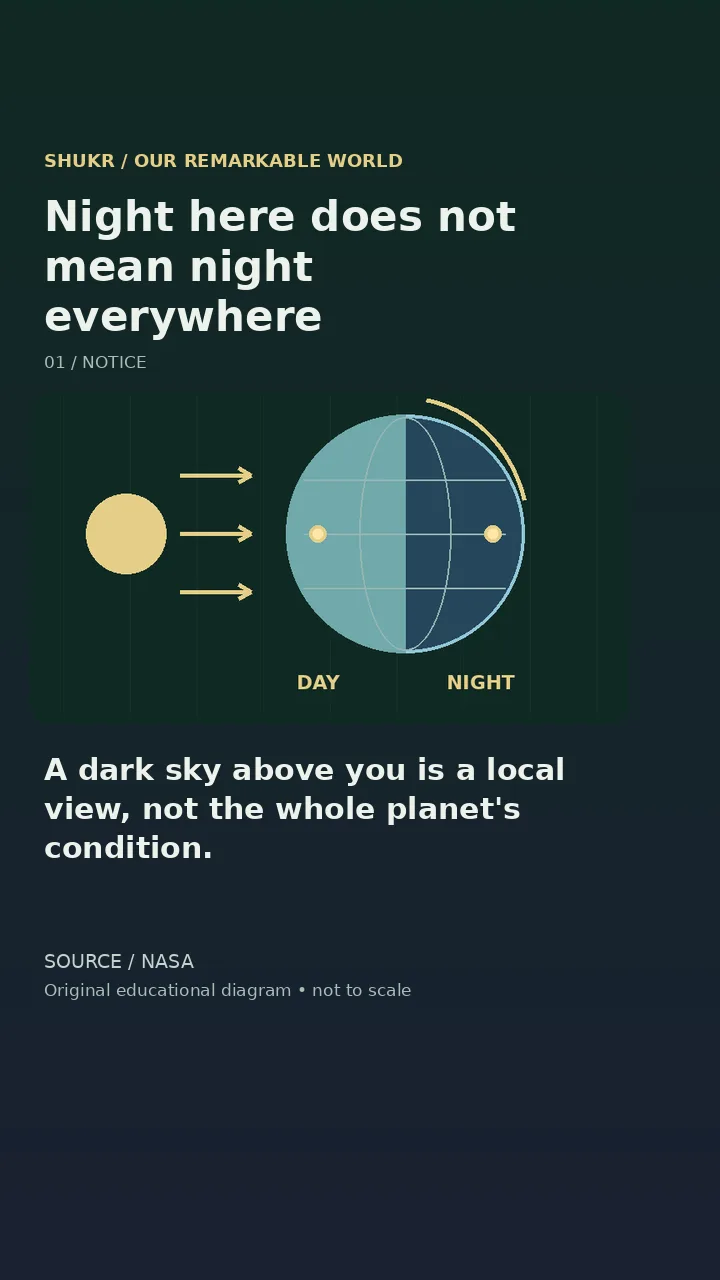 SHUKR / OUR REMARKABLE WORLD
Night here does not
mean night
everywhere
01 / NOTICE
DAY
NIGHT
A dark sky above you is a local
view, not the whole planet's
condition.
SOURCE / NASA
Original educational diagram • not to scale